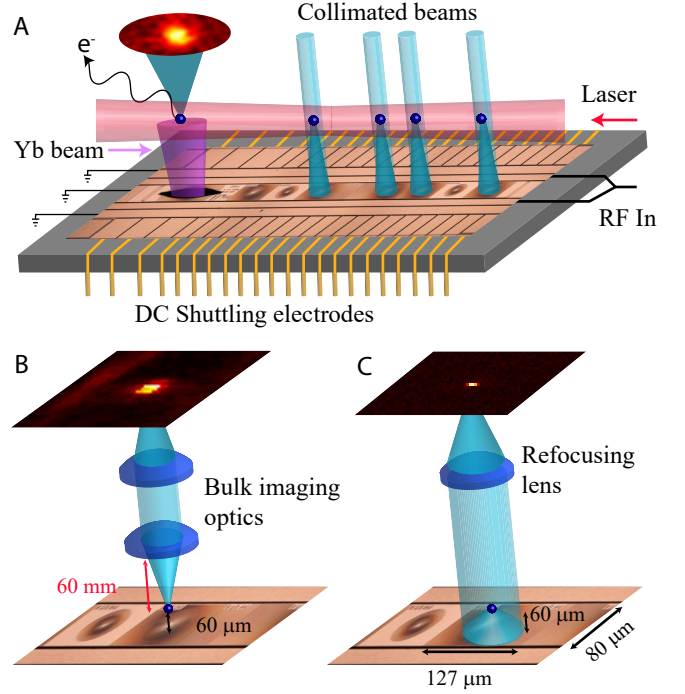 A
Collimated beams
e-
Laser
Yb beam
RF In
DC Shuttling electrodes
B
C
Bulk imaging
optics
Refocusing
lens
60 mm
60 μm
60 μm
80 μm
127 μm